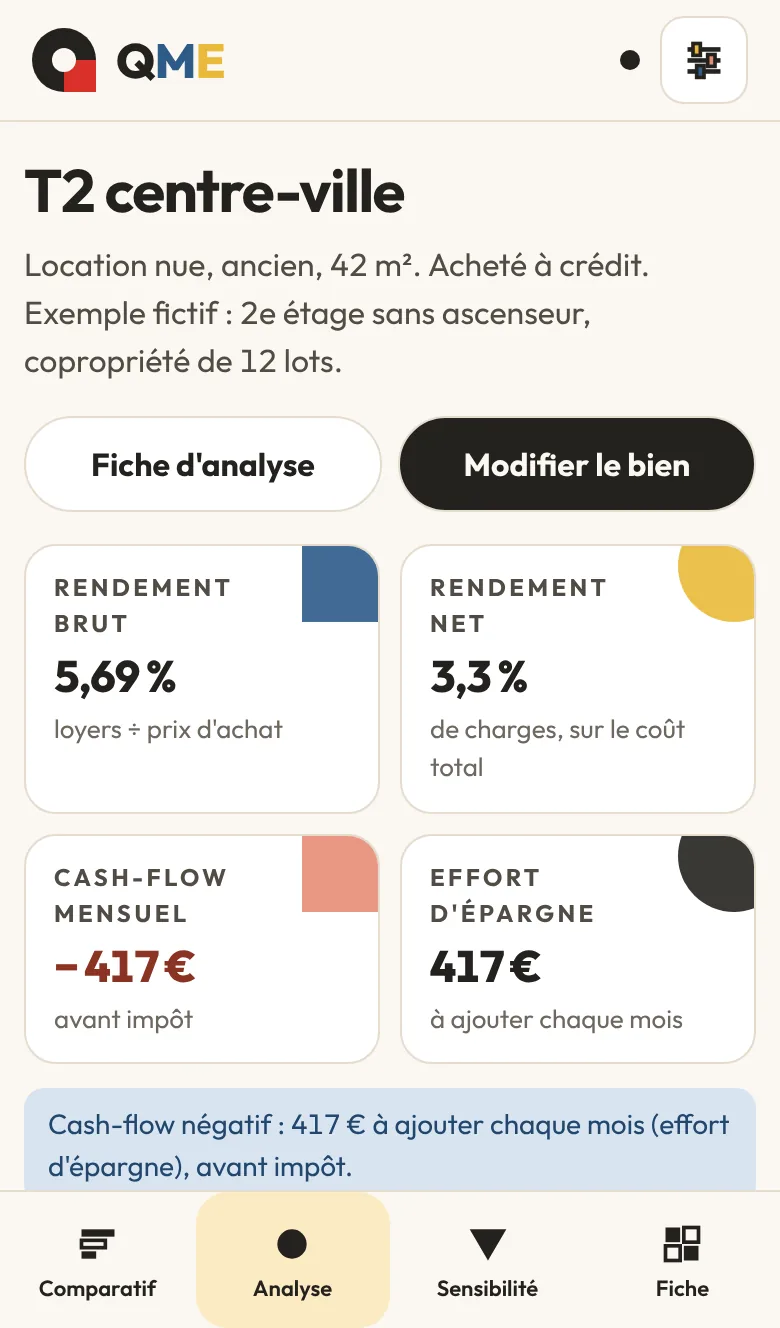 QME
T2 centre-ville
Location nue, ancien, 42 m². Acheté à crédit.
Exemple fictif : 2e étage sans ascenseur,
copropriété de 12 lots.
Fiche d'analyse
Modifier le bien
RENDEMENT
BRUT
5,69 %
loyers ÷ prix d'achat
RENDEMENT
NET
3,3 %
de charges, sur le coût
total
CASH-FLOW
MENSUEL
−417 €
avant impôt
EFFORT
D'ÉPARGNE
417 €
à ajouter chaque mois
Cash-flow négatif : 417 € à ajouter chaque mois (effort
d'épargne), avant impôt.
Comparatif
Analyse
Sensibilité
Fiche